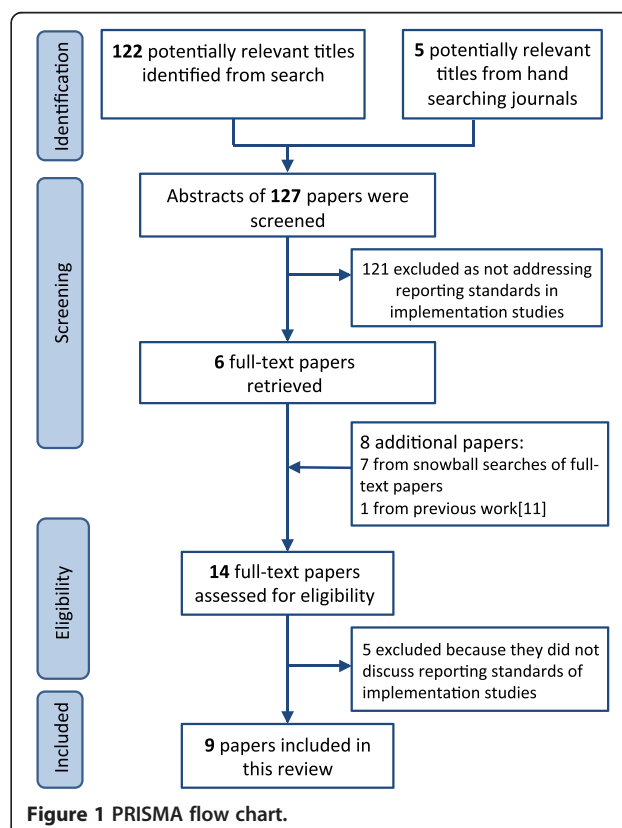 Identification
122 potentially relevant titles
identified from search
5 potentially relevant
titles from hand
searching journals
Screening
Abstracts of 127 papers were
screened
121 excluded as not addressing
reporting standards in
implementation studies
6 full-text papers
retrieved
8 additional papers:
7 from snowball searches of full-
text papers
1 from previous work[11]
Eligibility
14 full-text papers
assessed for eligibility
5 excluded because they did not
discuss reporting standards of
implementation studies
Included
9 papers included in
this review
Figure 1 PRISMA flow chart.